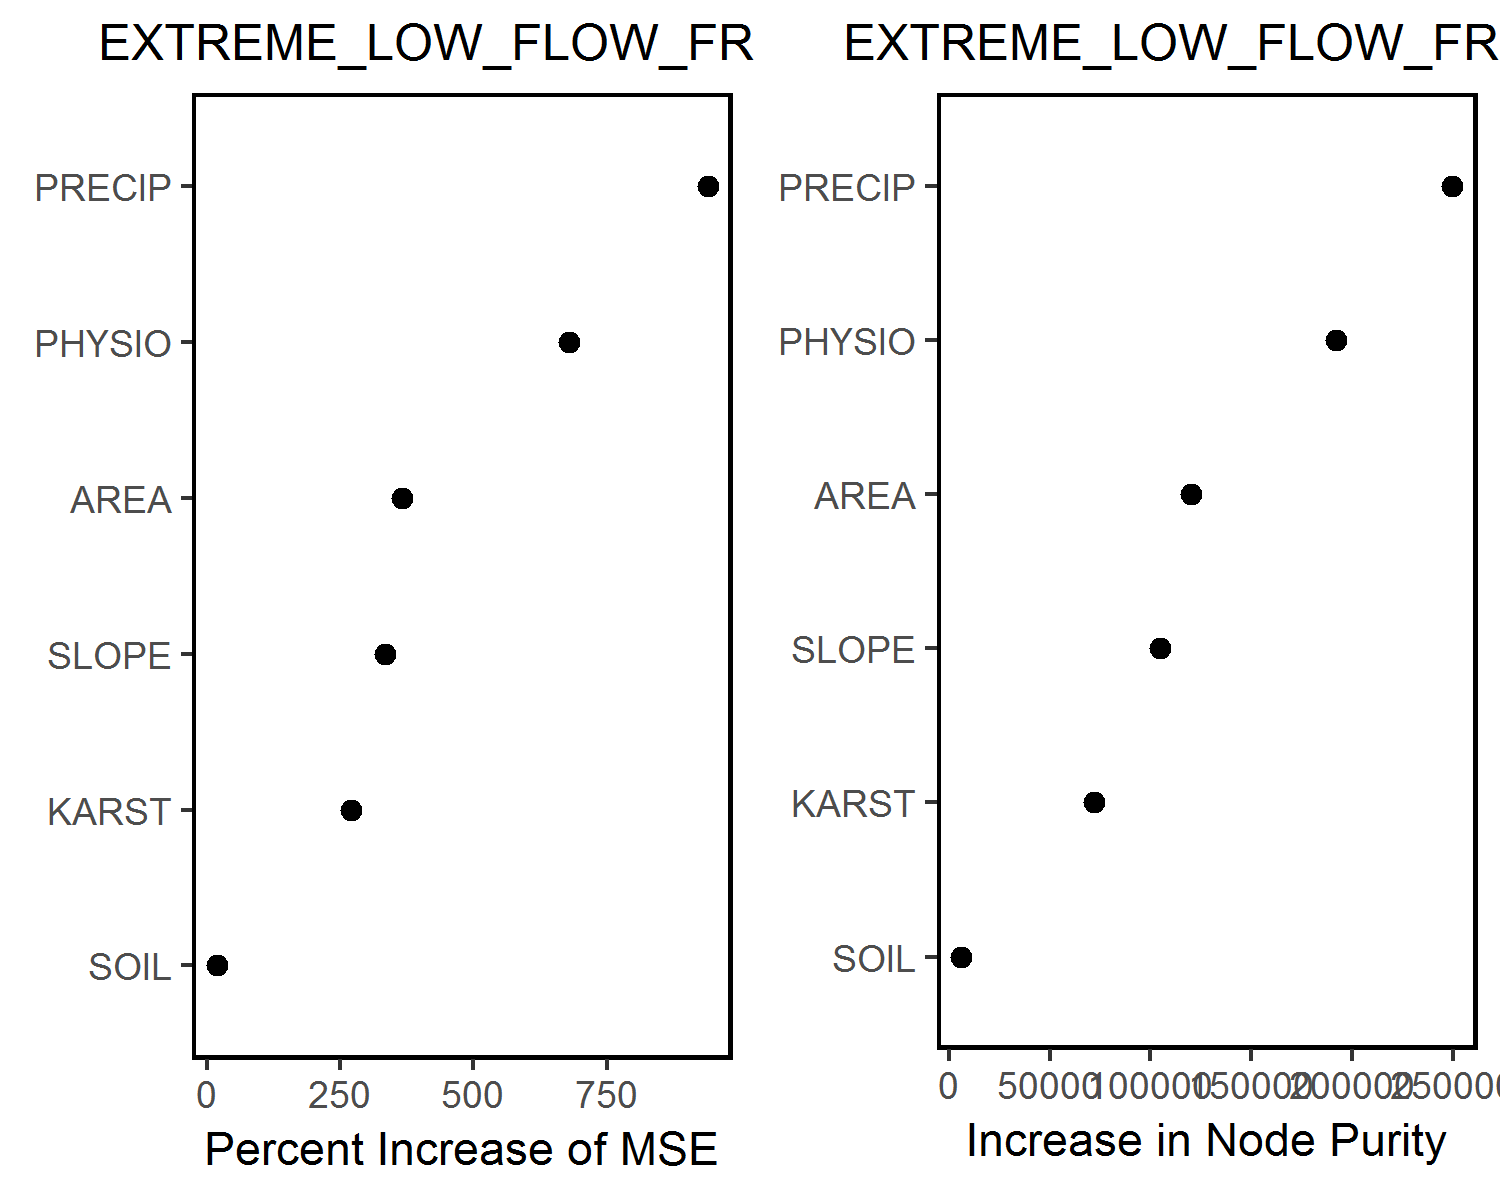 EXTREME_LOW_FLOW_FR
PRECIP
PHYSIO
AREA
SLOPE
KARST
SOIL
0 250 500 750
Percent Increase of MSE
EXTREME_LOW_FLOW_FR
PRECIP
PHYSIO
AREA
SLOPE
KARST
SOIL
0 50000 100000 150000 200000 250000
Increase in Node Purity